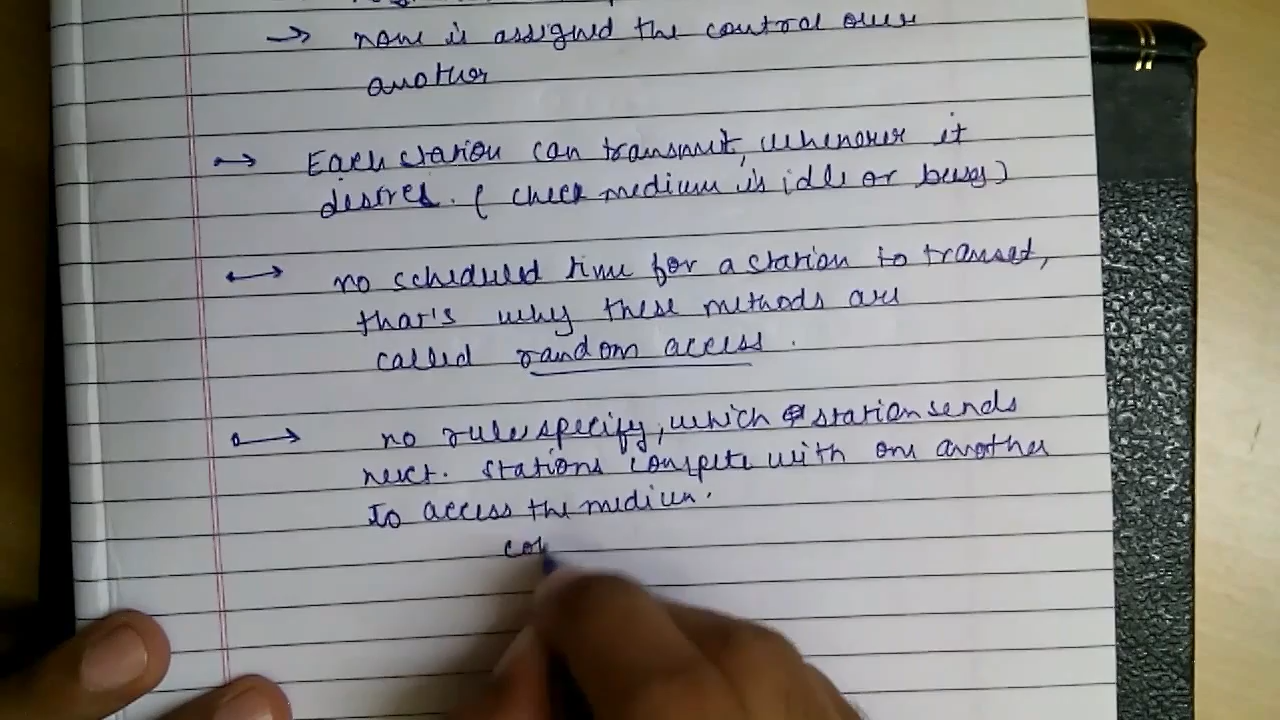 → none is assigned the control over
another
→ Each station can transmit, whenever it
desires. ( check medium is idle or busy)
→ no scheduled time for a station to transmit,
that's why these methods are
called random access.
→ no rules specify, which station sends
next. Stations compete with one another
To access the medium.